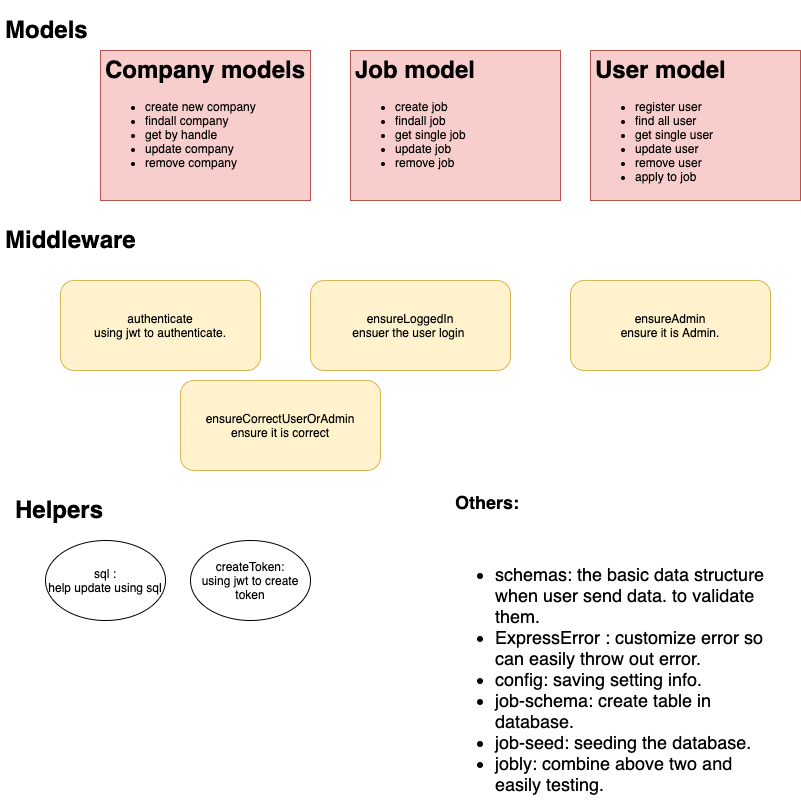 Models
Company models
• create new company
• findall company
• get by handle
• update company
• remove company
Job model
• create job
• findall job
• get single job
• update job
• remove job
User model
• register user
• find all user
• get single user
• update user
• remove user
• apply to job
Middleware
authenticate
using jwt to authenticate.
ensureLoggedIn
ensuer the user login
ensureAdmin
ensure it is Admin.
ensureCorrectUserOrAdmin
ensure it is correct
Helpers
sql :
help update using sql
createToken:
using jwt to create
token
Others:
• schemas: the basic data structure
when user send data. to validate
them.
• ExpressError : customize error so
can easily throw out error.
• config: saving setting info.
• job-schema: create table in
database.
• job-seed: seeding the database.
• jobly: combine above two and
easily testing.